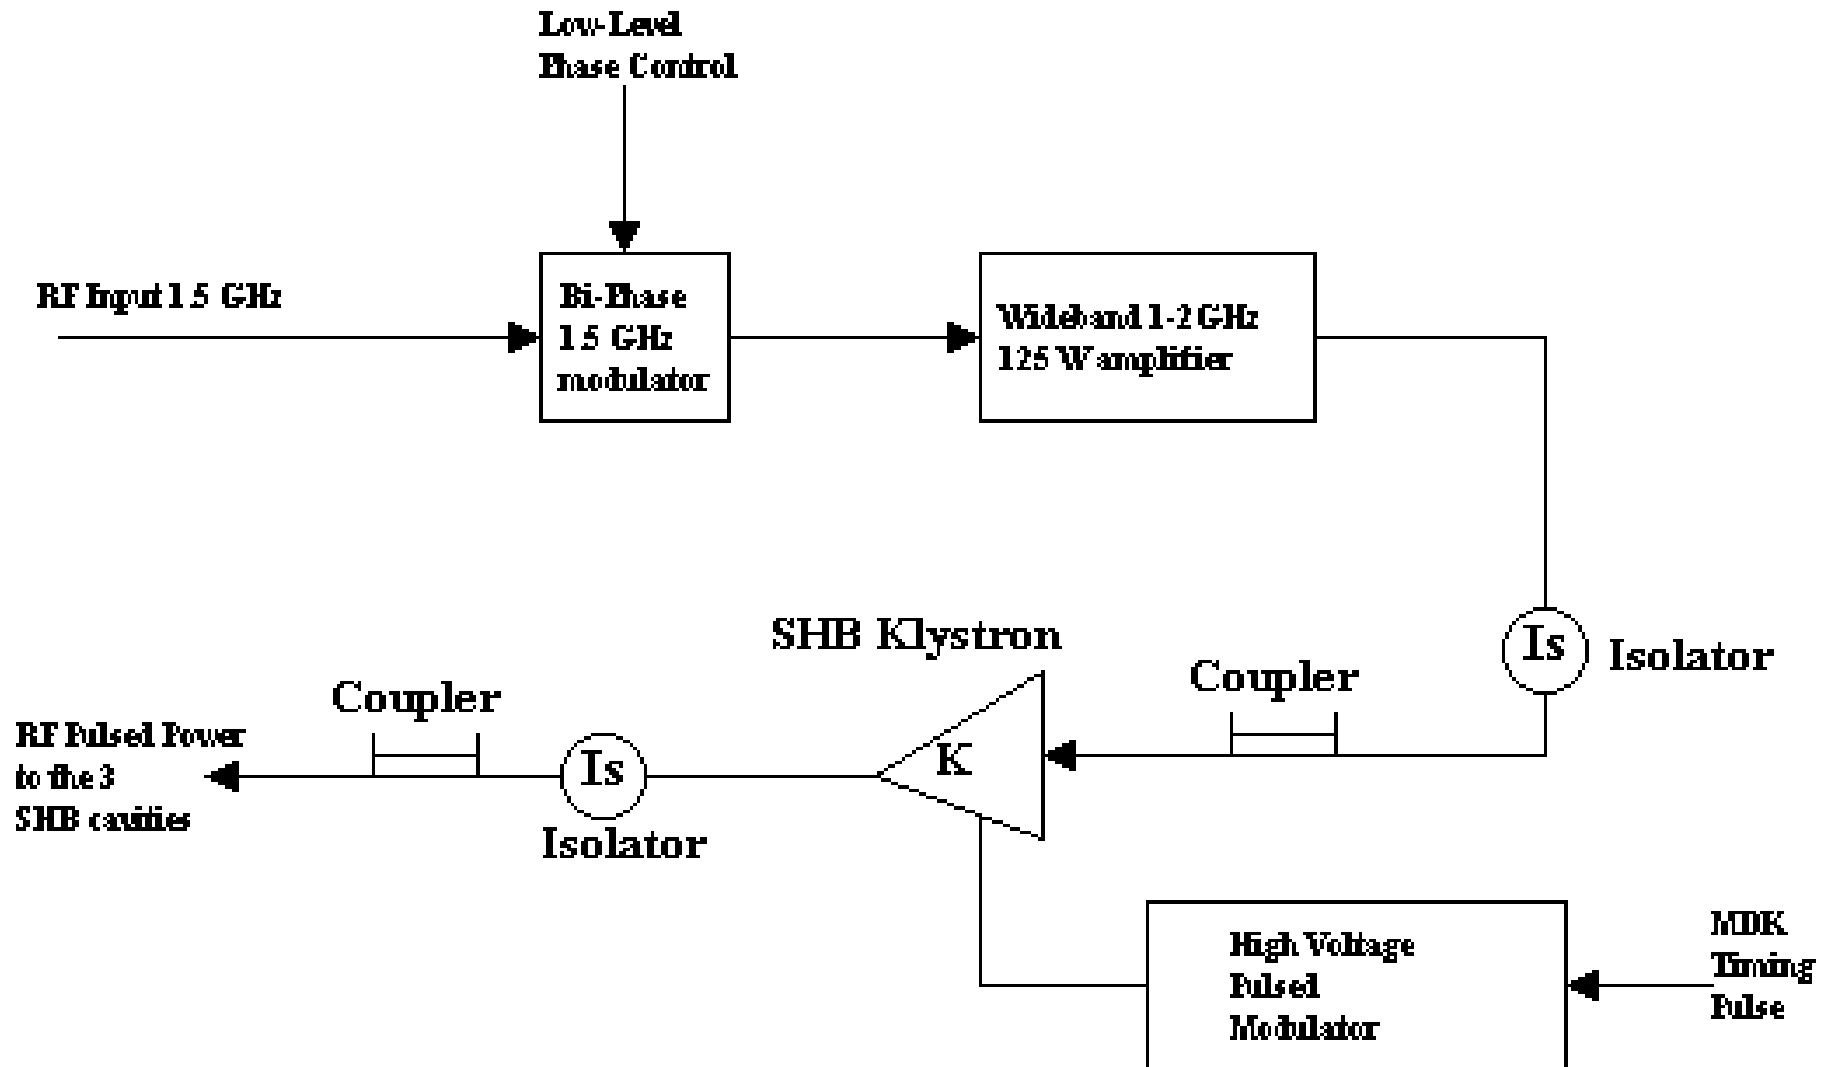 Low-Level
Phase Control
RF Input 1.5 GHz
Bi-Phase
1.5 GHz
modulator
Wideband 1-2 GHz
125 W amplifier
SHB Klystron
Is
Isolator
Coupler
Coupler
RF Pulsed Power
to the 3
SHB cavities
Is
K
Isolator
High Voltage
Pulsed
Modulator
MDK
Timing
Pulse